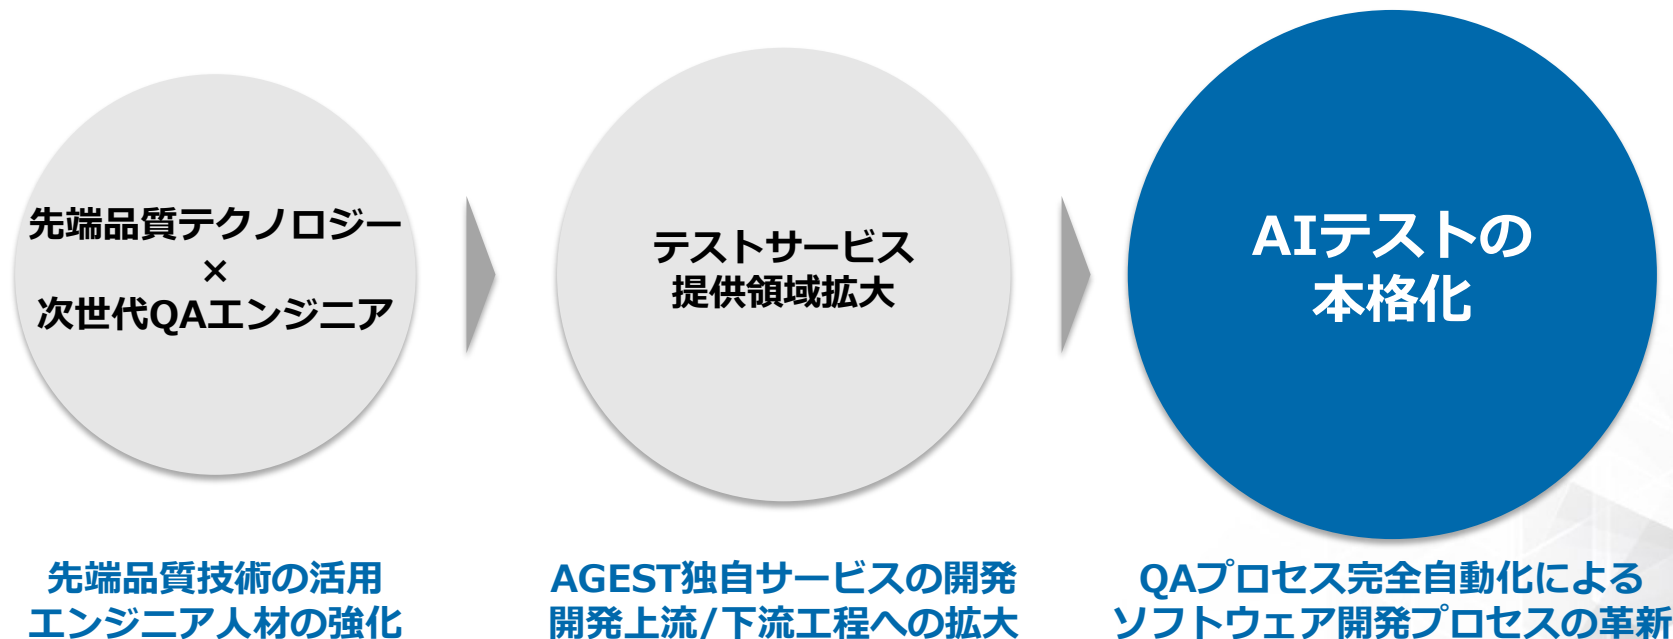 先端品質テクノロジー
×
次世代QAエンジニア
テストサービス
提供領域拡大
AIテストの
本格化
先端品質技術の活用
エンジニア人材の強化
AGEST独自サービスの開発
開発上流/下流工程への拡大
QAプロセス完全自動化による
ソフトウェア開発プロセスの革新